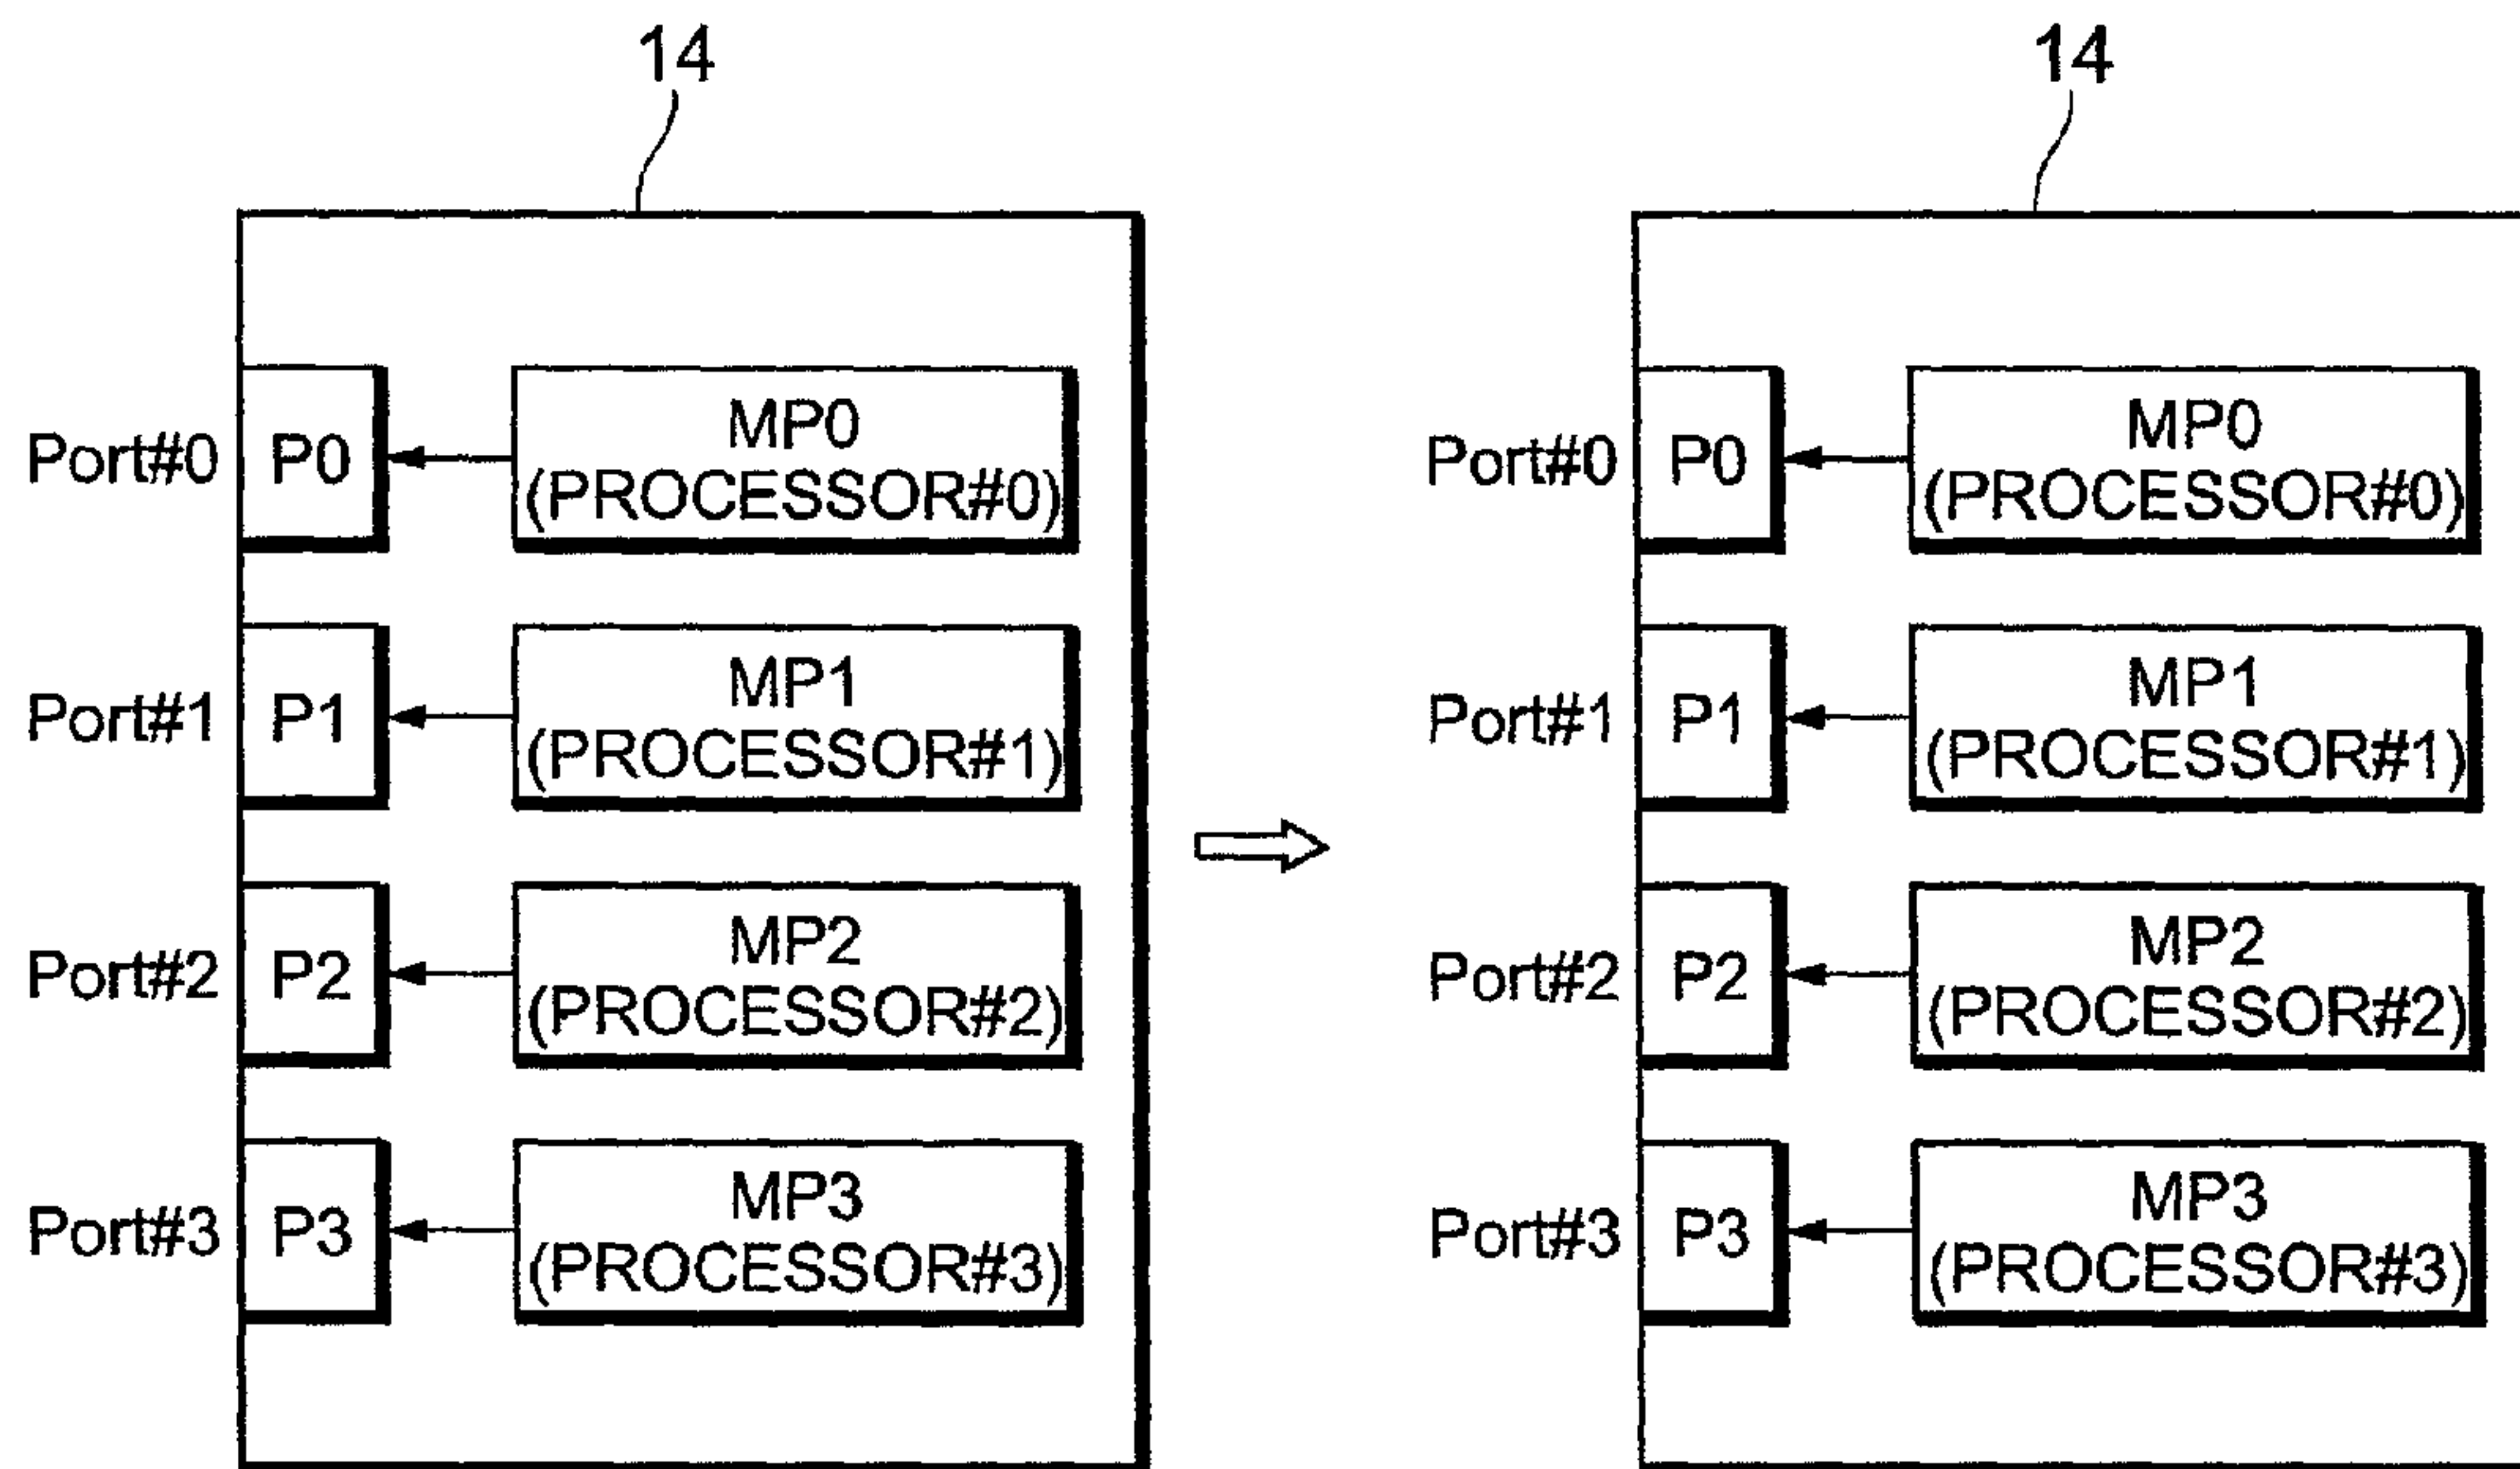 14
Port#0
P0
MP0
(PROCESSOR#0)
Port#1
P1
MP1
(PROCESSOR#1)
Port#2
P2
MP2
(PROCESSOR#2)
Port#3
P3
MP3
(PROCESSOR#3)
14
Port#0
P0
MP0
(PROCESSOR#0)
Port#1
P1
MP1
(PROCESSOR#1)
Port#2
P2
MP2
(PROCESSOR#2)
Port#3
P3
MP3
(PROCESSOR#3)